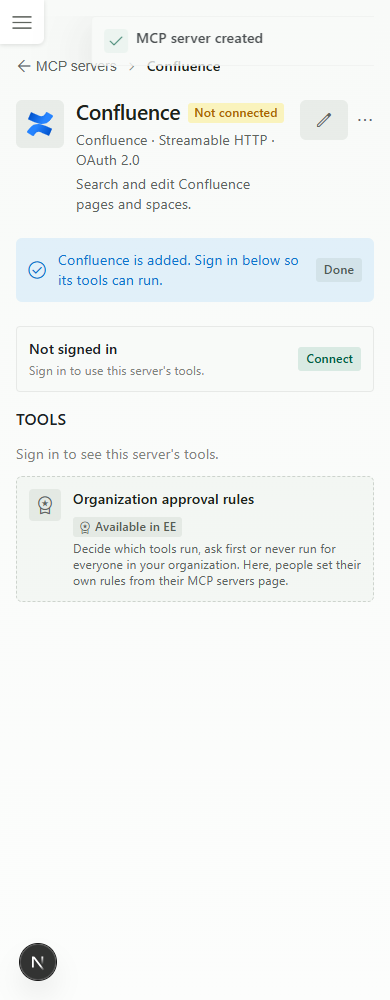 MCP server created
MCP servers
Confluence
Confluence
Not connected
Confluence · Streamable HTTP ·
OAuth 2.0
Search and edit Confluence
pages and spaces.
Confluence is added. Sign in below so
its tools can run.
Done
Not signed in
Sign in to use this server's tools.
Connect
TOOLS
Sign in to see this server's tools.
Organization approval rules
Available in EE
Decide which tools run, ask first or never run for
everyone in your organization. Here, people set their
own rules from their MCP servers page.
N